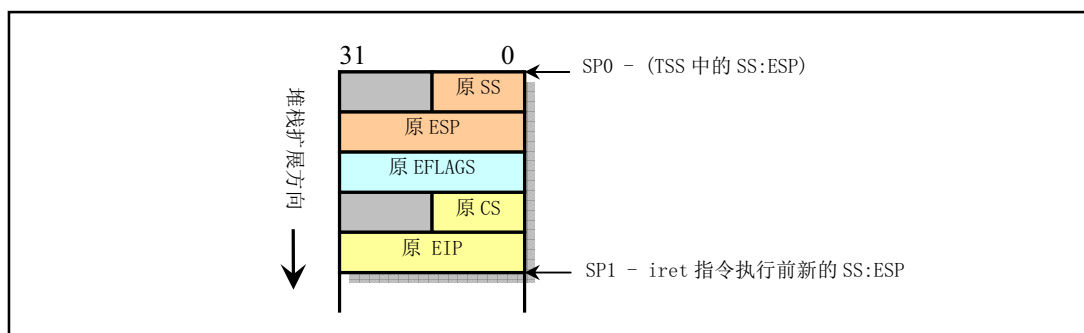 31 0
SP0 - (TSS 中的 SS:ESP)
原 SS
原 ESP
原 EFLAGS
原 CS
原 EIP
堆栈扩展方向
SP1 - iret 指令执行前新的 SS:ESP